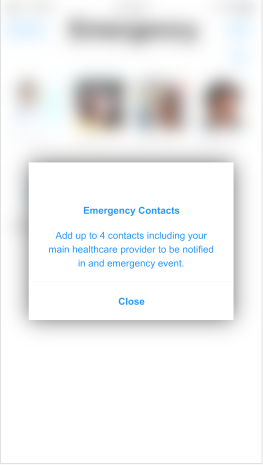 Emergency
Emergency Contacts
Add up to 4 contacts including your
main healthcare provider to be notified
in and emergency event.
Close